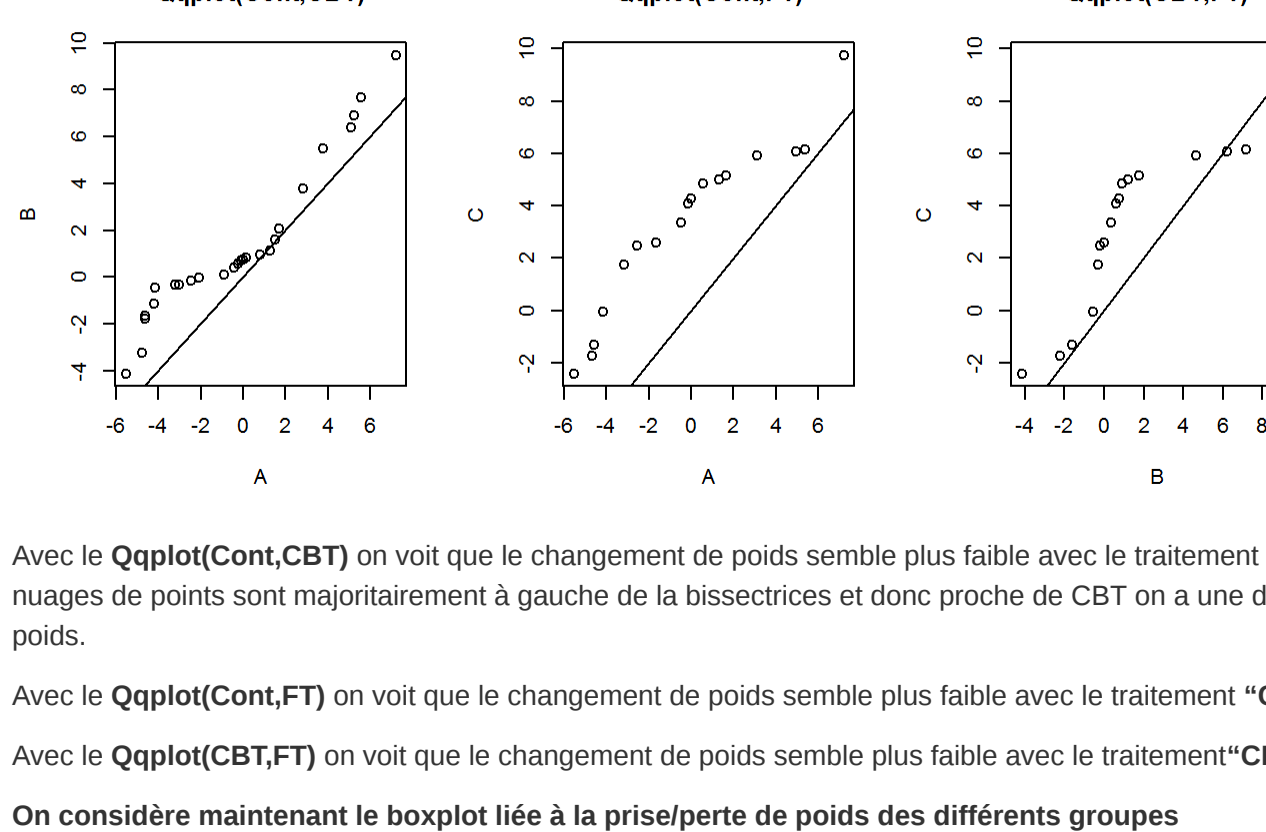 10
8
6
4
2
0
-2
-4
B
-6 -4 -2 0 2 4 6
A
10
8
6
4
2
0
-2
C
-6 -4 -2 0 2 4 6
A
10
8
6
4
2
0
-2
C
-4 -2 0 2 4 6 8
B
Avec le Qqplot(Cont,CBT) on voit que le changement de poids semble plus faible avec le traitement
nuages de points sont majoritairement à gauche de la bissectrices et donc proche de CBT on a une d
poids.
Avec le Qqplot(Cont,FT) on voit que le changement de poids semble plus faible avec le traitement “C
Avec le Qqplot(CBT,FT) on voit que le changement de poids semble plus faible avec le traitement“CB
On considère maintenant le boxplot liée à la prise/perte de poids des différents groupes